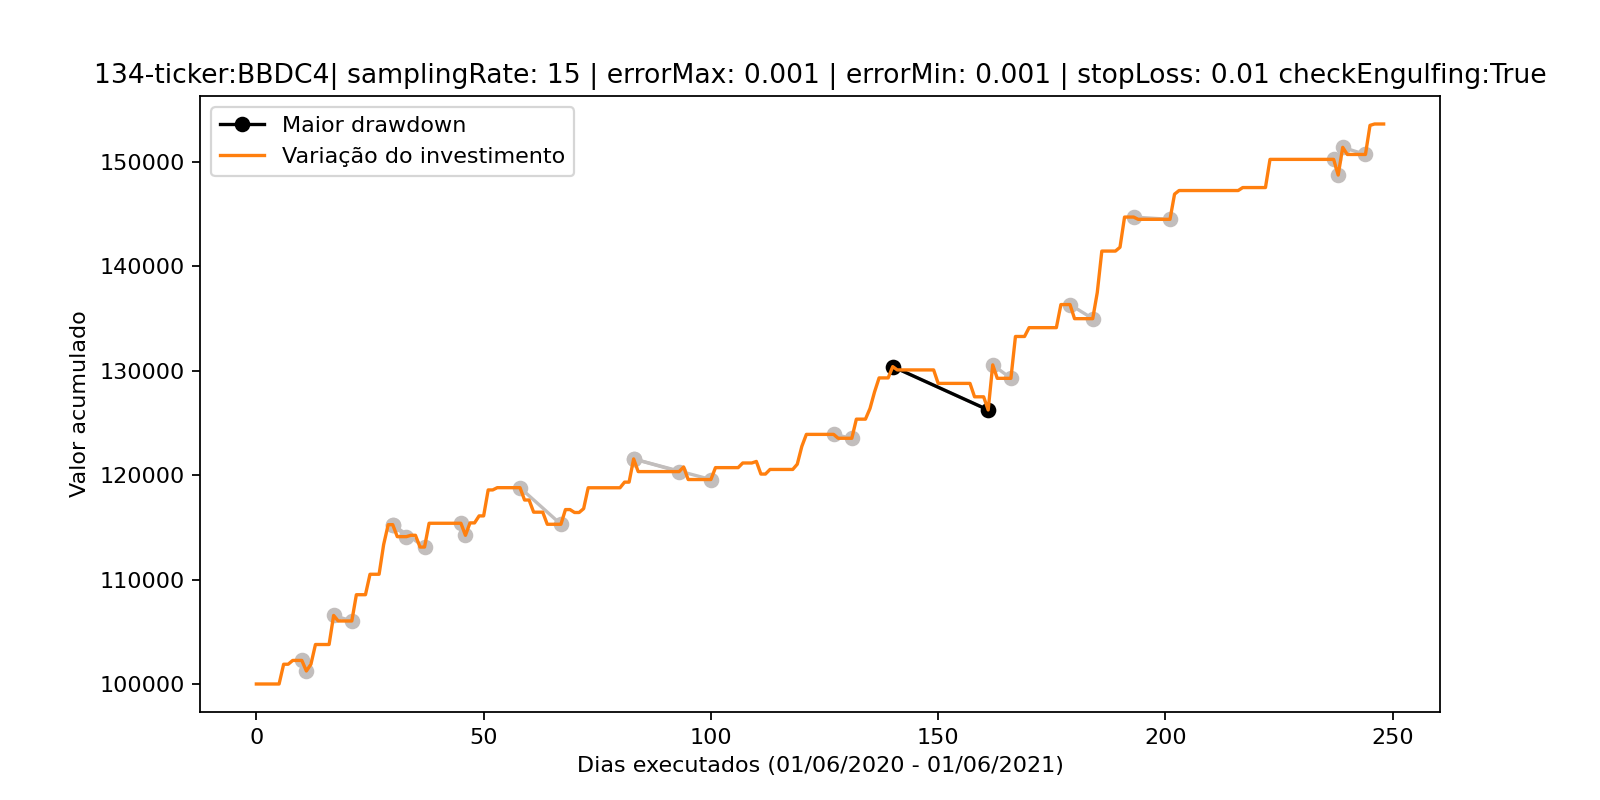 134-ticker:BBDC4| samplingRate: 15 | errorMax: 0.001 | errorMin: 0.001 | stopLoss: 0.01 checkEngulfing:True
Maior drawdown
Variação do investimento
Valor acumulado
150000
140000
130000
120000
110000
100000
0 50 100 150 200 250
Dias executados (01/06/2020 - 01/06/2021)